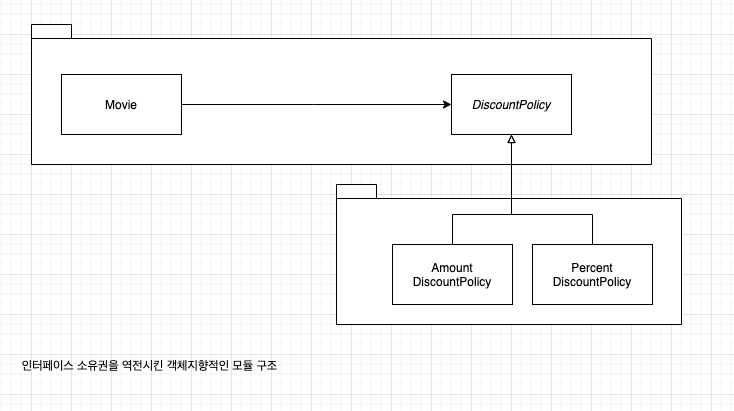 Movie
DiscountPolicy
Amount
DiscountPolicy
Percent
DiscountPolicy
인터페이스 소유권을 역전시킨 객체지향적인 모듈 구조